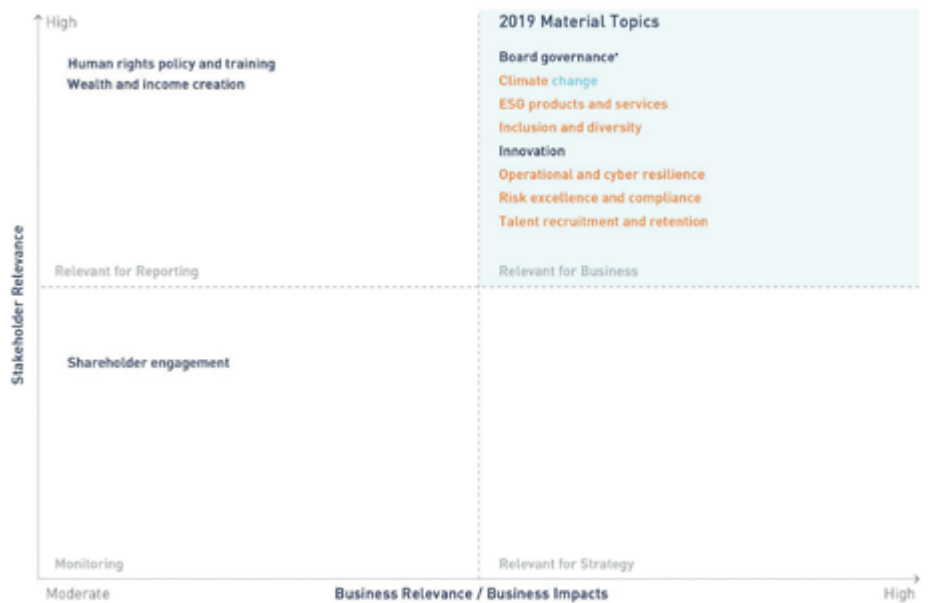 High
2019 Material Topics
Human rights policy and training
Wealth and income creation
Board governance*
Climate change
ESG products and services
Inclusion and diversity
Innovation
Operational and cyber resilience
Risk excellence and compliance
Talent recruitment and retention
Relevant for Reporting
Relevant for Business
Stakeholder Relevance
Shareholder engagement
Monitoring
Relevant for Strategy
Moderate
Business Relevance / Business Impacts
High